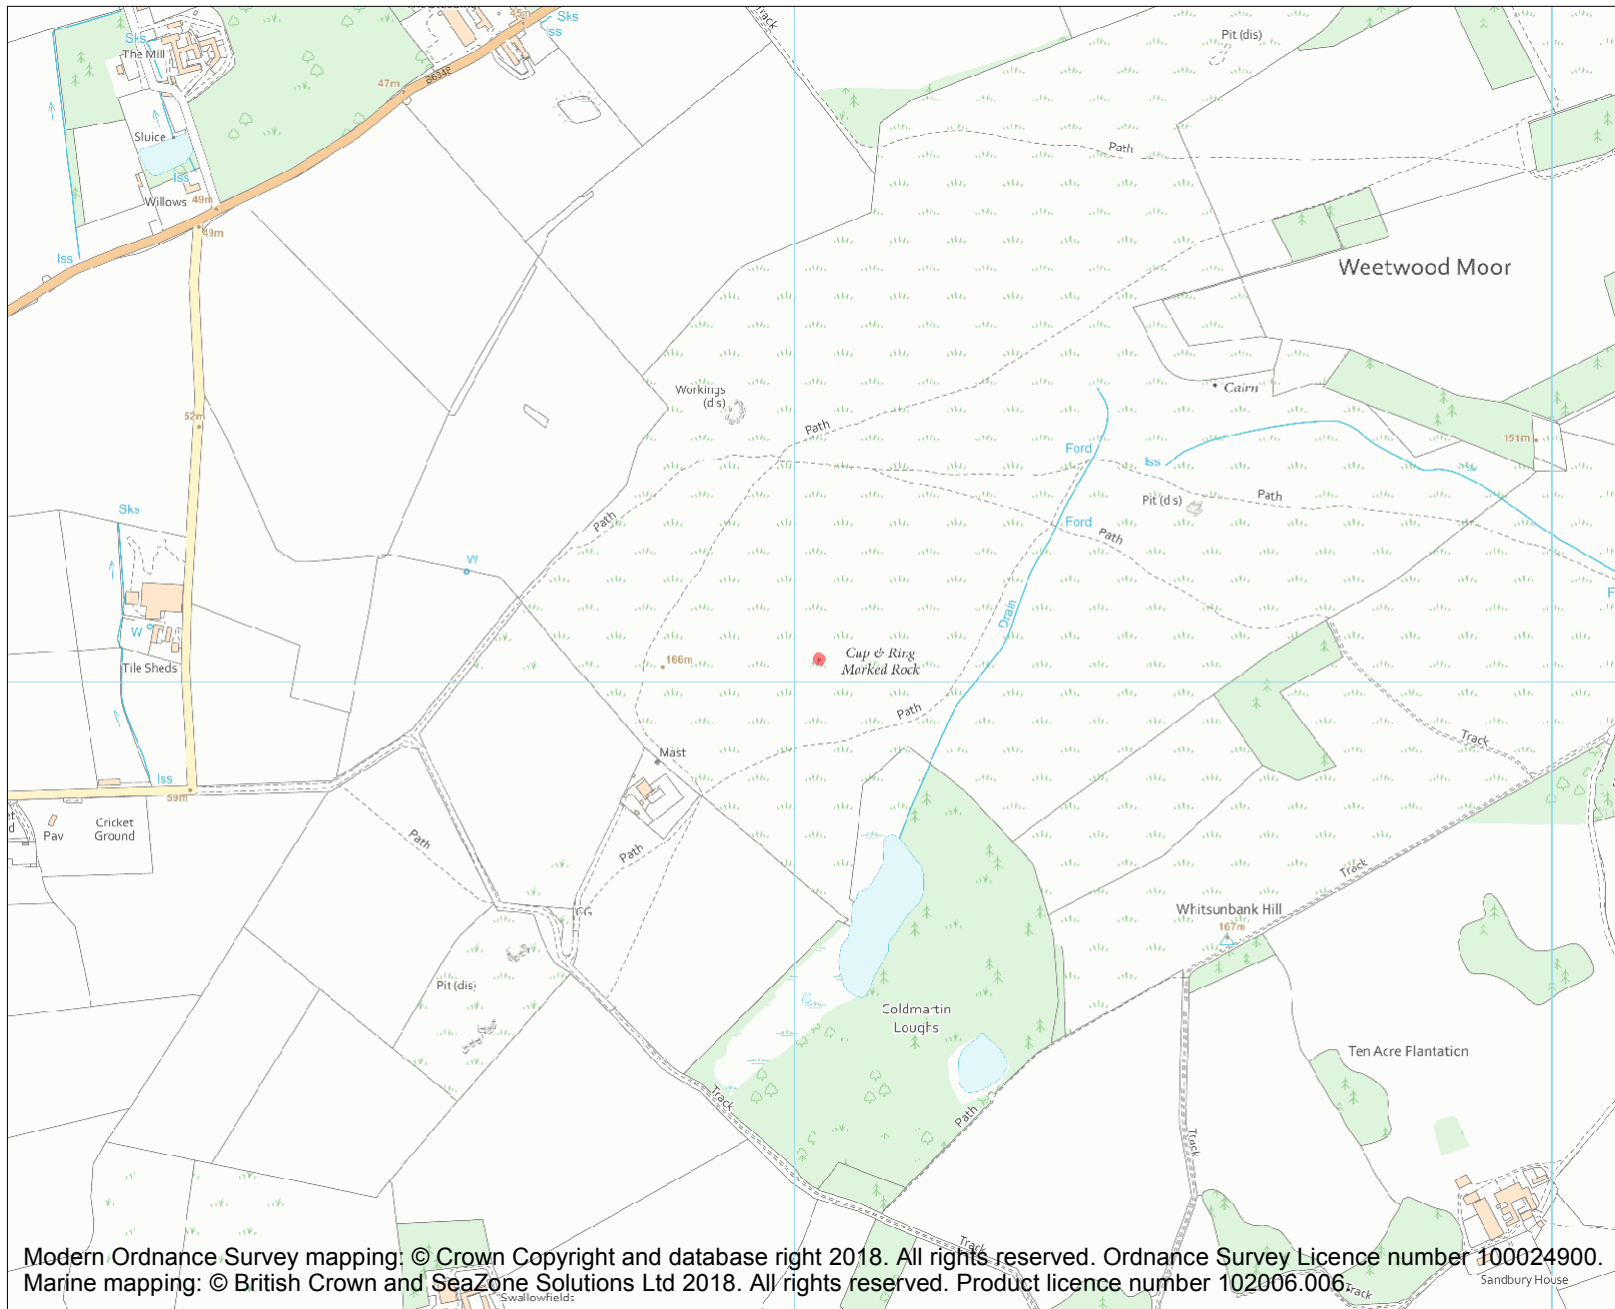 Track
45m
Sks
Iss
Sks
The Mill
Pit (dis)
47m
B6348
Sluice
Path
Iss
Willows
49m
49m
Iss
Weetwood Moor
Workings
(dis)
Cairn
52m
Path
Ford
Iss
151m
Sks
Path
Pit (dis)
Path
Ford
Path
W
Drain
W
Tile Sheds
166m
Cup & Ring
Marked Rock
Path
Track
Mast
Iss
59m
Pav
Cricket
Ground
Path
Path
Track
CG
Whitsunbank Hill
167m
Pit (dis)
Coldmartin
Loughs
Ten Acre Plantation
Track
Path
Track
Track
Track
Sandbury House
Swallowfields
Modern Ordnance Survey mapping: © Crown Copyright and database right 2018. All rights reserved. Ordnance Survey Licence number 100024900.
Marine mapping: © British Crown and SeaZone Solutions Ltd 2018. All rights reserved. Product licence number 102006.006.